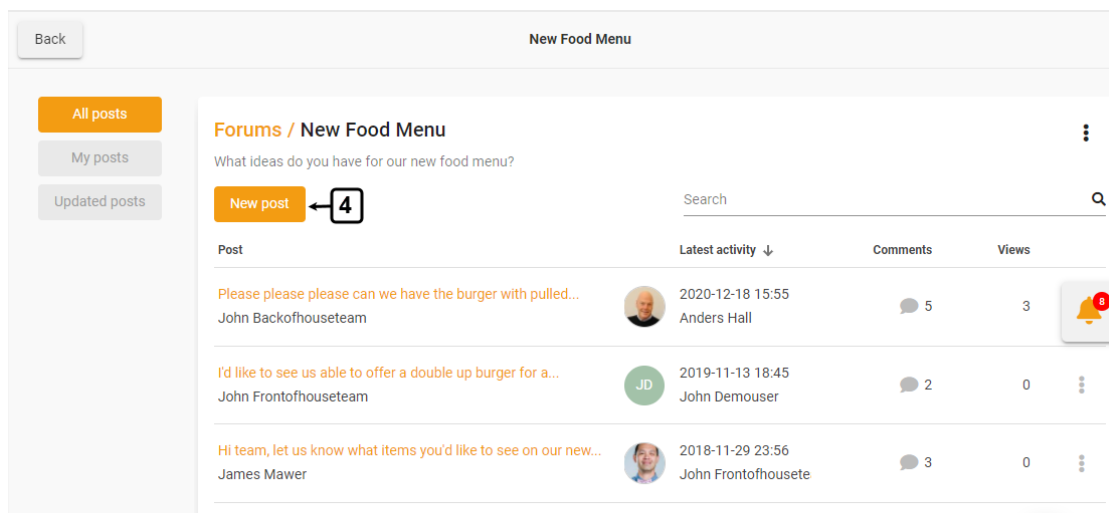 Back
New Food Menu
All posts
My posts
Updated posts
Forums / New Food Menu
What ideas do you have for our new food menu?
New post
4
Search
Post Latest activity Comments Views
Please please please can we have the burger with pulled...
John Backofhouseteam
2020-12-18 15:55
Anders Hall
5
3
8
I'd like to see us able to offer a double up burger for a...
John Frontofhouseteam
JD
2019-11-13 18:45
John Demouser
2
0
Hi team, let us know what items you'd like to see on our new...
James Mawer
2018-11-29 23:56
John Frontofhousete
3
0